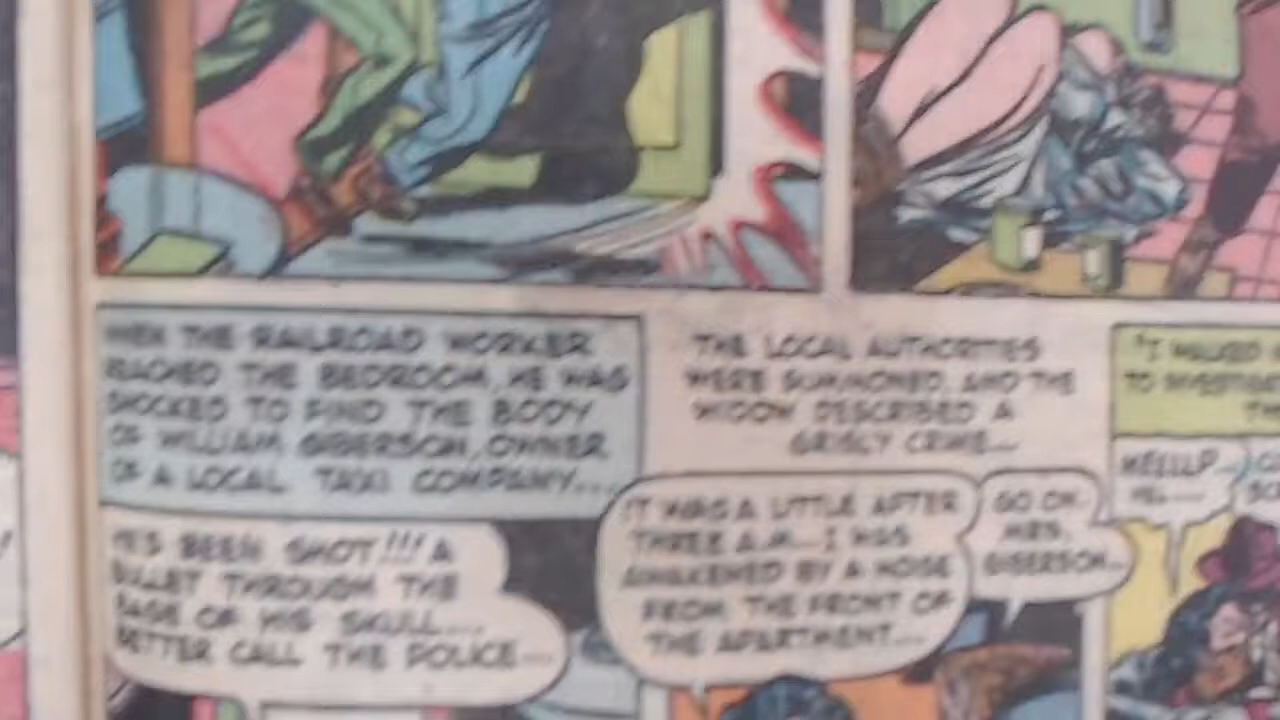 WHEN THE RAILROAD WORKER
REACHED THE BEDROOM, HE WAS
SHOCKED TO FIND THE BODY
OF WILLIAM GIBERSON, OWNER
OF A LOCAL TAXI COMPANY....
HE'S BEEN SHOT!!! A
BULLET THROUGH THE
BASE OF HIS SKULL....
BETTER CALL THE POLICE...
THE LOCAL AUTHORITIES
WERE SUMMONED, AND THE
WIDOW DESCRIBED A
GRISLY CRIME...
IT WAS A LITTLE AFTER
THREE A.M... I WAS
AWAKENED BY A NOISE
FROM THE FRONT OF
THE APARTMENT....
GO ON,
MRS.
GIBERSON...
"I WALKED
TO INVESTIGATE